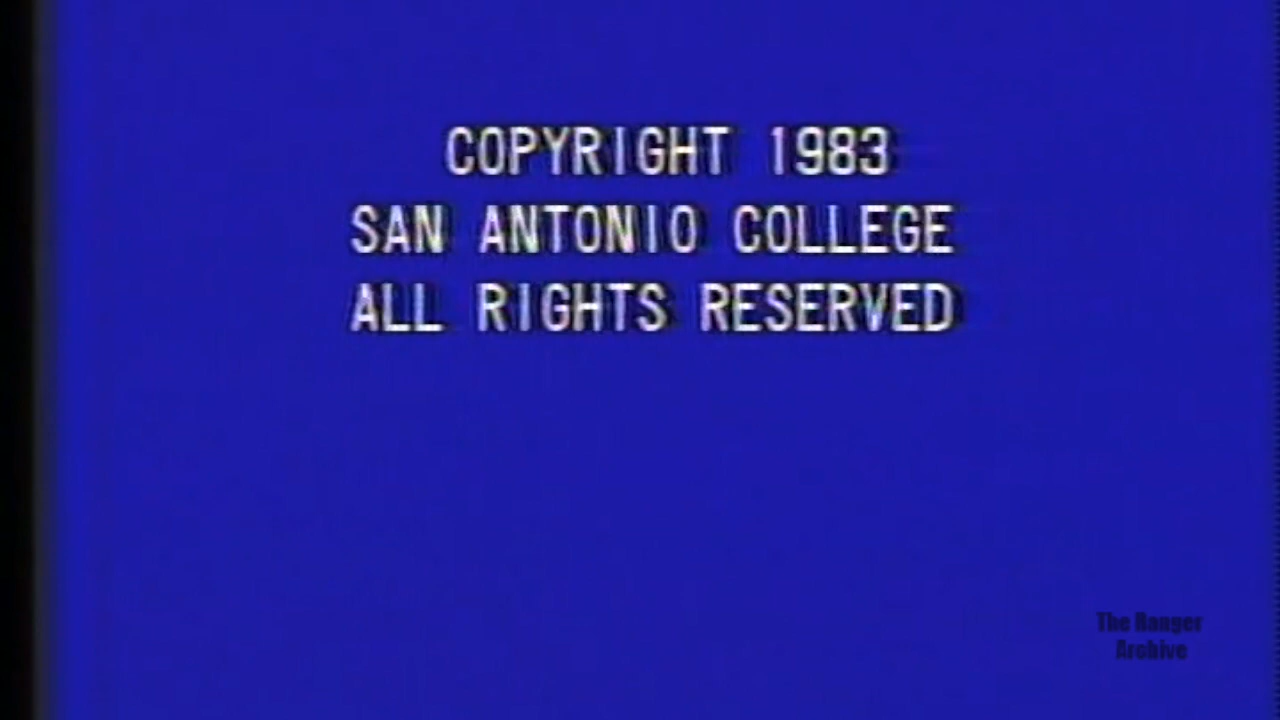 COPYRIGHT 1983
SAN ANTONIO COLLEGE
ALL RIGHTS RESERVED
The Ranger
Archive